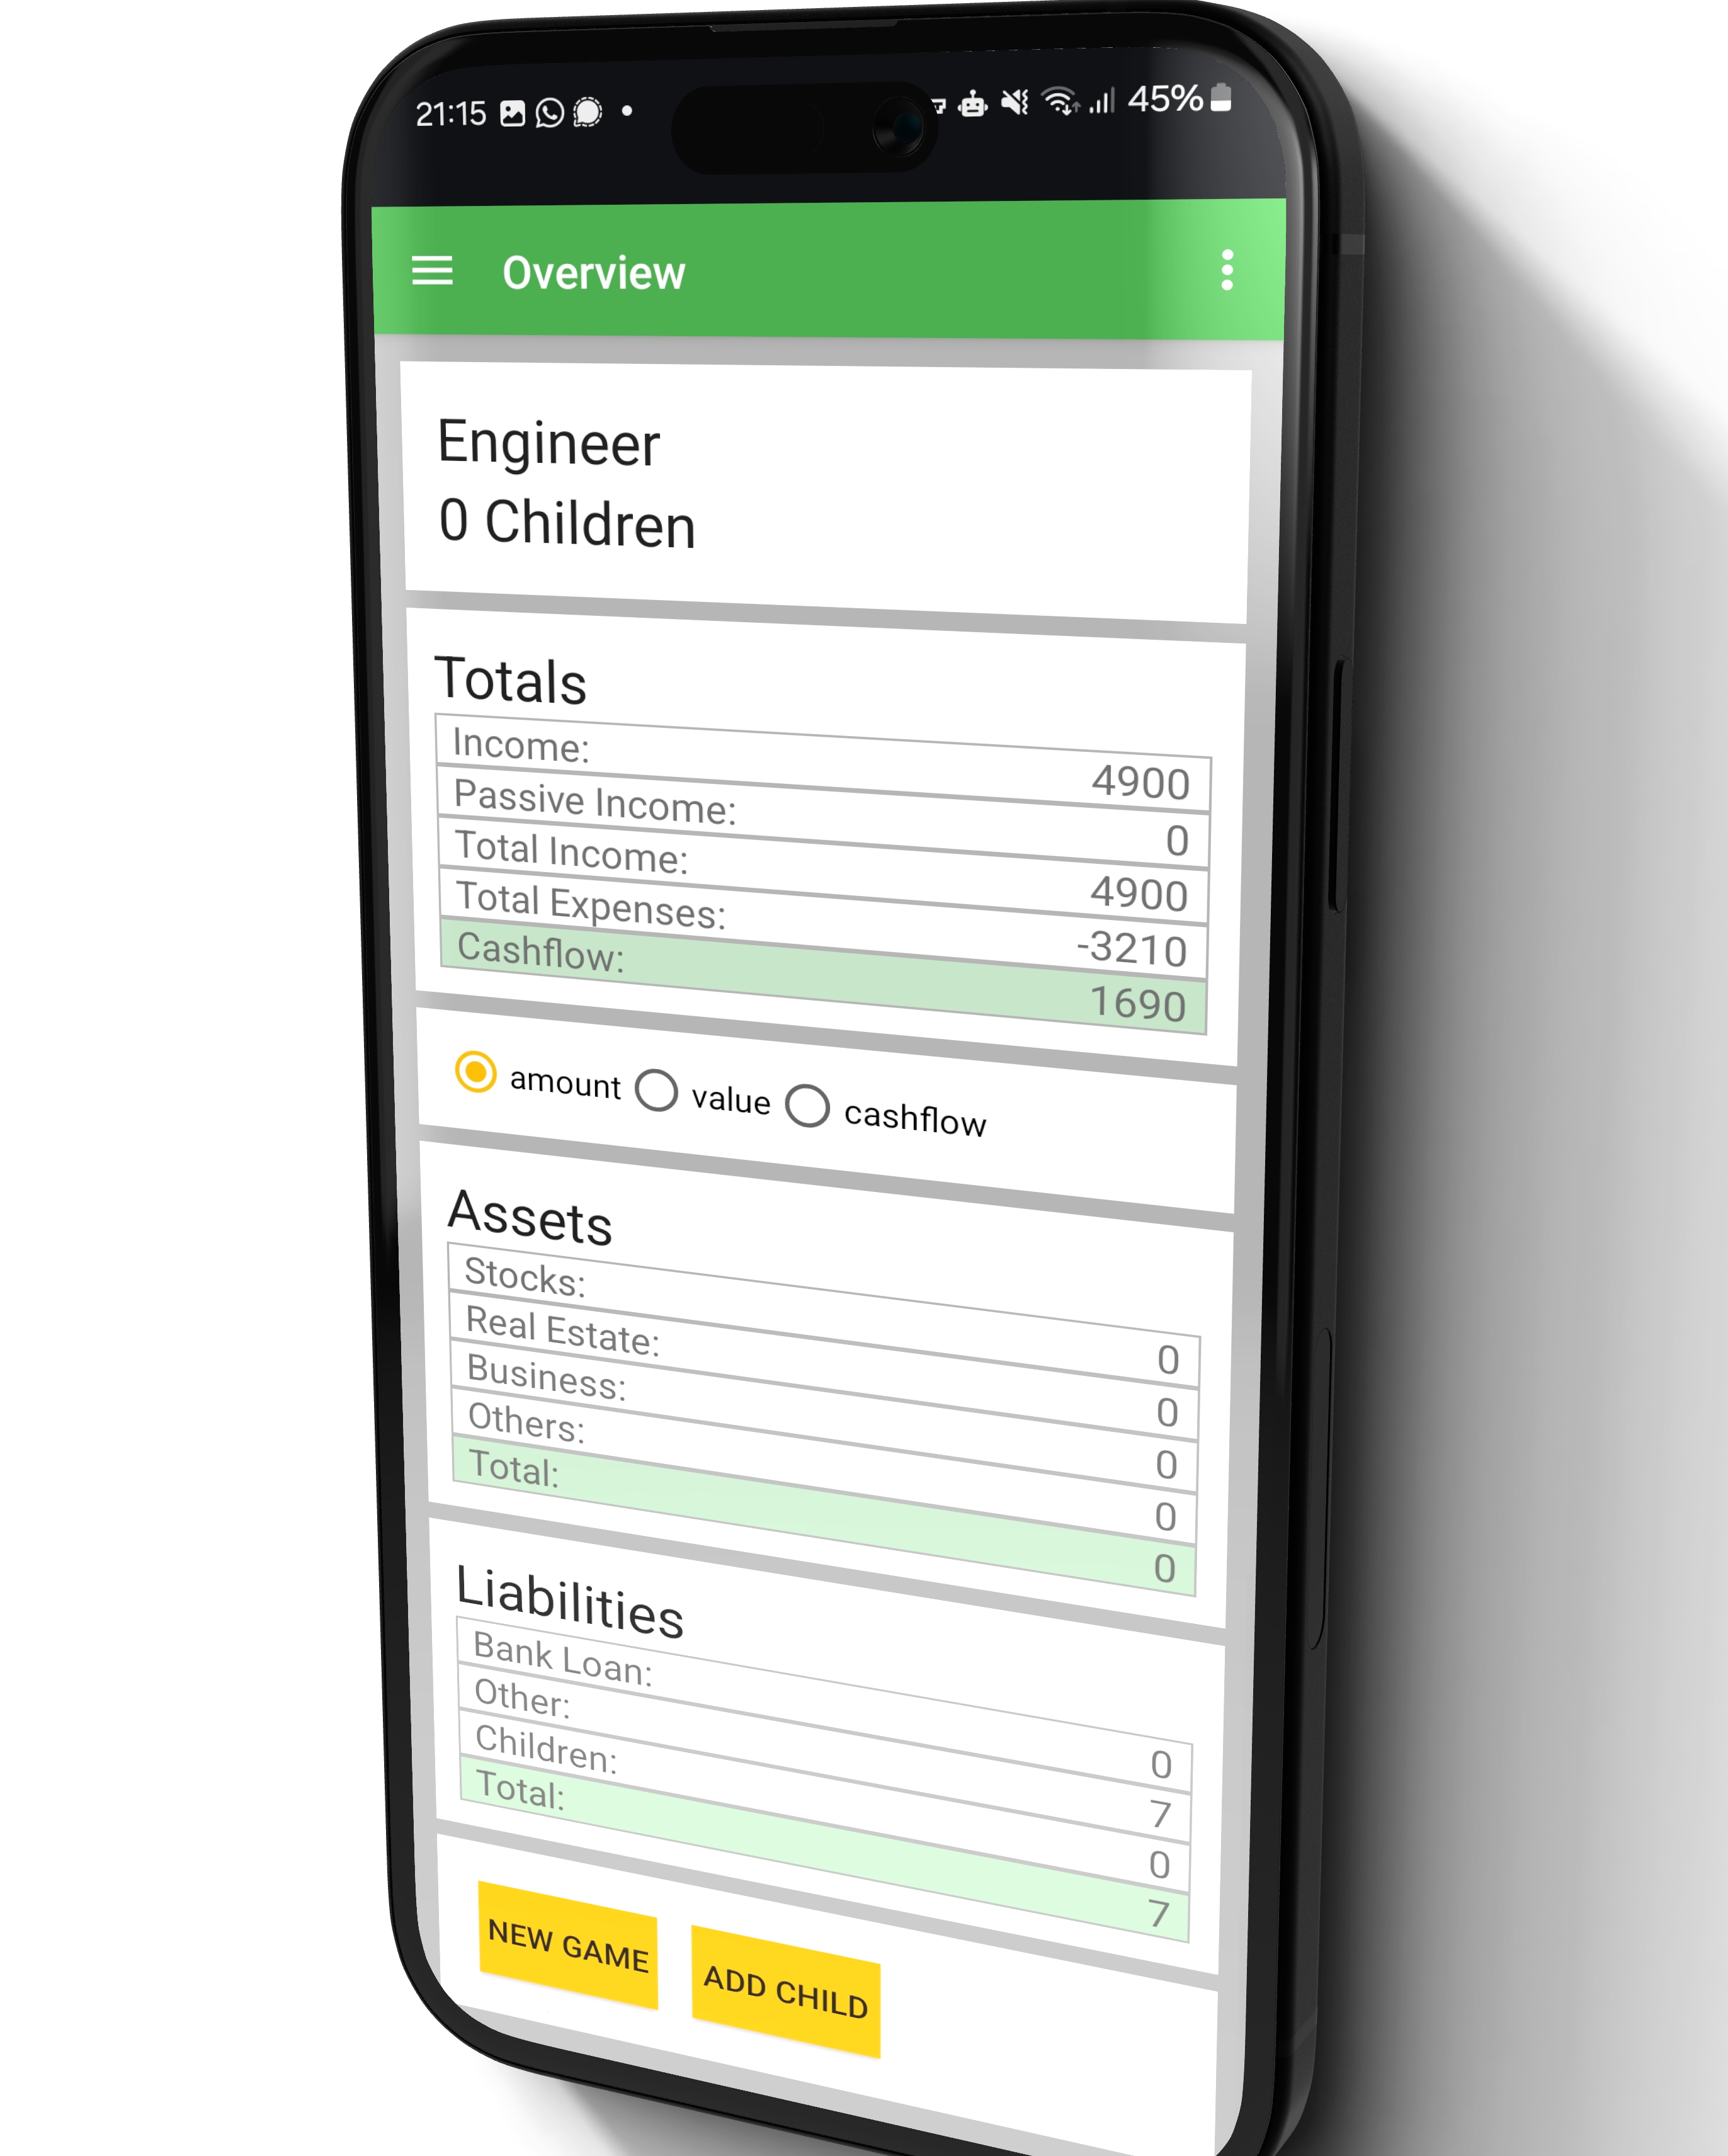 21:15 45%
Overview
Engineer
0 Children
Totals
Income: 4900
Passive Income: 0
Total Income: 4900
Total Expenses: -3210
Cashflow: 1690
amount value cashflow
Assets
Stocks: 0
Real Estate: 0
Business: 0
Others: 0
Total: 0
Liabilities
Bank Loan: 0
Other: 7
Children: 0
Total: 7
NEW GAME ADD CHILD